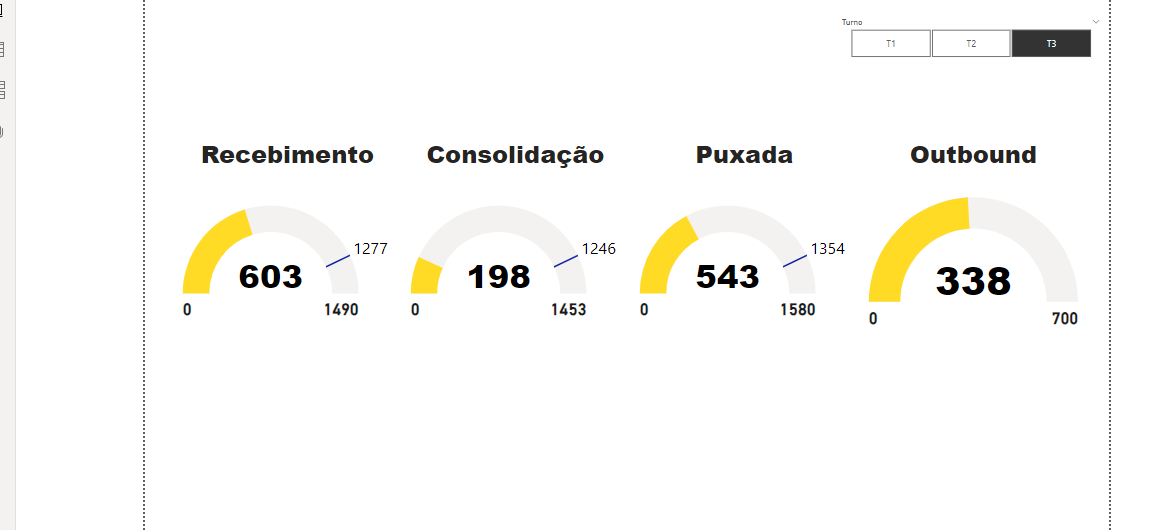 Turno
T1 T2 T3
Recebimento Consolidação Puxada Outbound
1277 1246 1354
603 198 543 338
0 1490 0 1453 0 1580 0 700